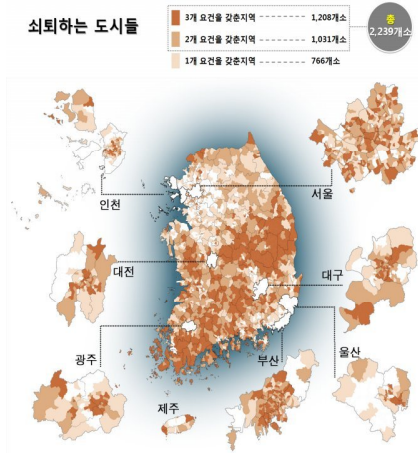 쇠퇴하는 도시들
3개 요건을 갖춘지역 1,208개소
2개 요건을 갖춘지역 1,031개소
1개 요건을 갖춘지역 766개소
총
2,239개소
인천
서울
대전
대구
광주
부산
울산
제주